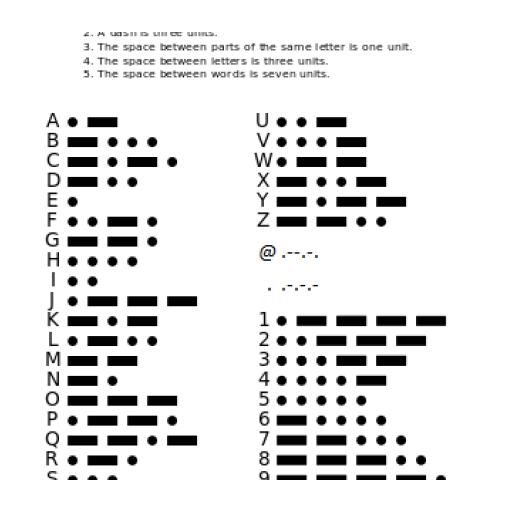 2. A dash is three units.
3. The space between parts of the same letter is one unit.
4. The space between letters is three units.
5. The space between words is seven units.
A
B
C
D
E
F
G
H
I
J
K
L
M
N
O
P
Q
R
S
U
V
W
X
Y
Z
@ .--.-.
. .-.-.-
1
2
3
4
5
6
7
8
9